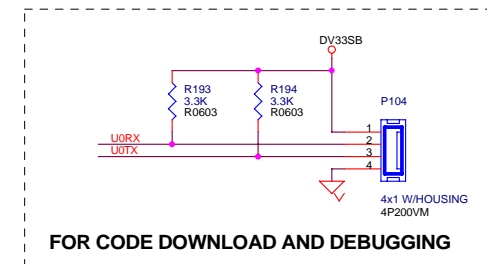 DV33SB
R193
3.3K
R0603
R194
3.3K
R0603
P104
U0RX
U0TX
1
2
3
4
4x1 W/HOUSING
4P200VM
FOR CODE DOWNLOAD AND DEBUGGING